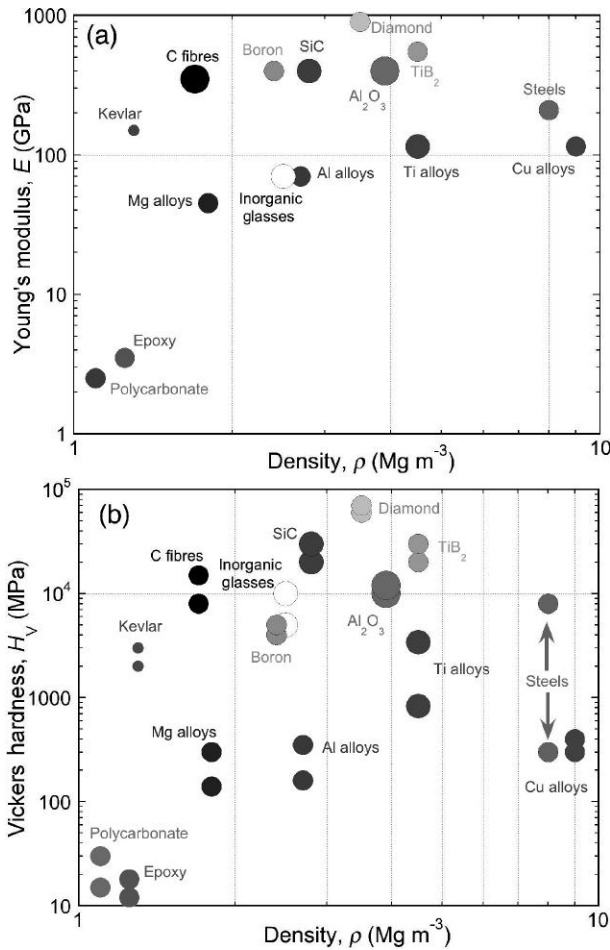 (a)
Diamond
C fibres
Boron
SiC
TiB2
Al2O3
Steels
Kevlar
Mg alloys
Inorganic
glasses
Al alloys
Ti alloys
Cu alloys
Epoxy
Polycarbonate
Young's modulus, E (GPa)
1000
100
10
1
1
10
Density, ρ (Mg m-3)
(b)
Diamond
SiC
C fibres
Inorganic
glasses
TiB2
Al2O3
Kevlar
Boron
Ti alloys
Steels
Mg alloys
Al alloys
Cu alloys
Polycarbonate
Epoxy
Vickers hardness, HV (MPa)
10^5
10^4
1000
100
10
1
10
Density, ρ (Mg m-3)